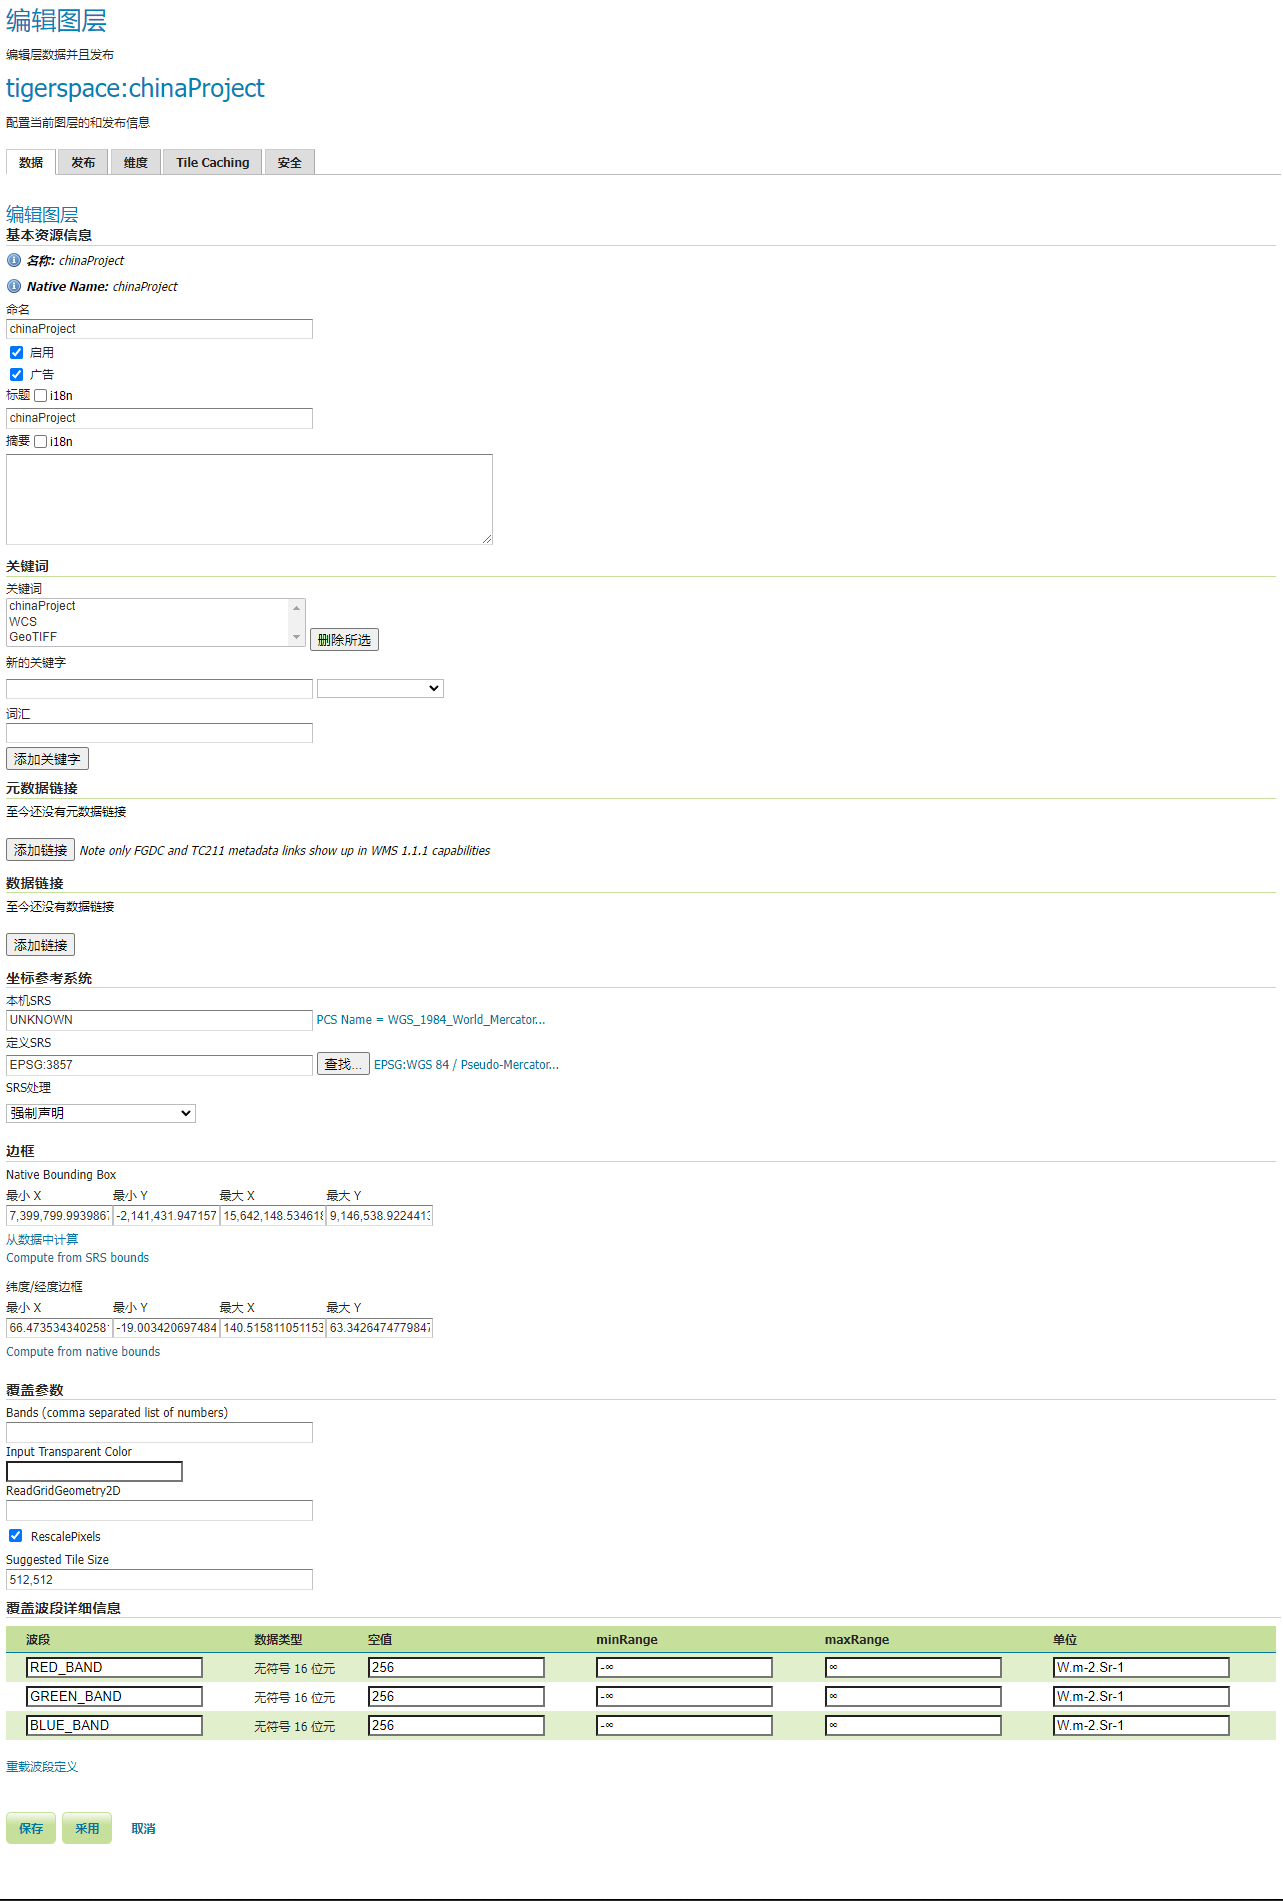 编辑图层
编辑层数据并且发布
tigerspace:chinaProject
配置当前图层的和发布信息
数据 发布 维度 Tile Caching 安全
编辑图层
基本资源信息
名称: chinaProject
Native Name: chinaProject
命名
chinaProject
启用
广告
标题 i18n
chinaProject
摘要 i18n
关键词
关键词
chinaProject
WCS
GeoTIFF
删除所选
新的关键字
词汇
添加关键字
元数据链接
至今还没有元数据链接
添加链接 Note only FGDC and TC211 metadata links show up in WMS 1.1.1 capabilities
数据链接
至今还没有数据链接
添加链接
坐标参考系统
本机SRS
UNKNOWN PCS Name = WGS_1984_World_Mercator...
定义SRS
EPSG:3857 查找... EPSG:WGS 84 / Pseudo-Mercator...
SRS处理
强制声明
边框
Native Bounding Box
最小 X 最小 Y 最大 X 最大 Y
7,399,799.9939867 -2,141,431.947157 15,642,148.534618 9,146,538.9224413
从数据中计算
Compute from SRS bounds
纬度/经度边框
最小 X 最小 Y 最大 X 最大 Y
66.473534340258 -19.003420697484 140.515811051153 63.3426474779847
Compute from native bounds
覆盖参数
Bands (comma separated list of numbers)
Input Transparent Color
ReadGridGeometry2D
RescalePixels
Suggested Tile Size
512,512
覆盖波段详细信息
波段 数据类型 空值 minRange maxRange 单位
RED_BAND 无符号 16 位元 256 -∞ ∞ W.m-2.Sr-1
GREEN_BAND 无符号 16 位元 256 -∞ ∞ W.m-2.Sr-1
BLUE_BAND 无符号 16 位元 256 -∞ ∞ W.m-2.Sr-1
重载波段定义
保存 采用 取消